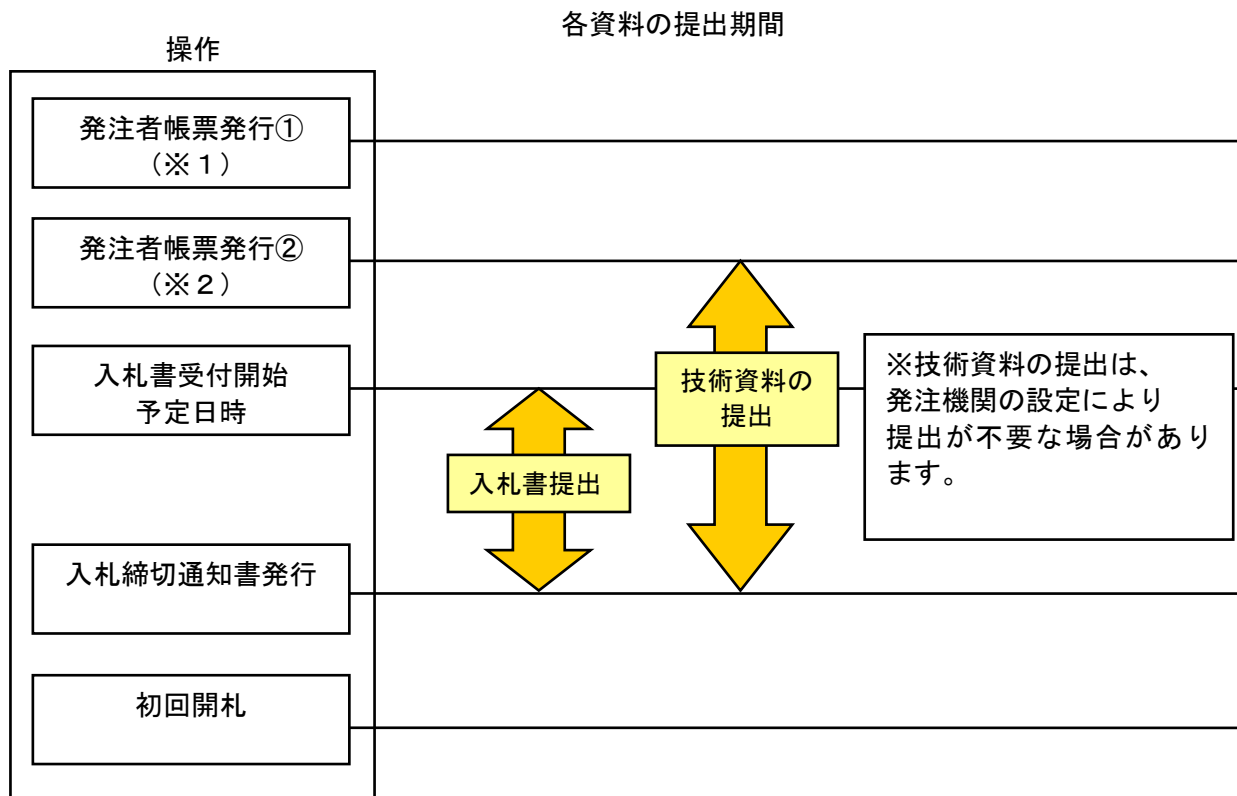 各資料の提出期間
操作
発注者帳票発行①
（※１）
発注者帳票発行②
（※２）
入札書受付開始
予定日時
入札書提出
技術資料の
提出
※技術資料の提出は、
発注機関の設定により
提出が不要な場合があり
ます。
入札締切通知書発行
初回開札